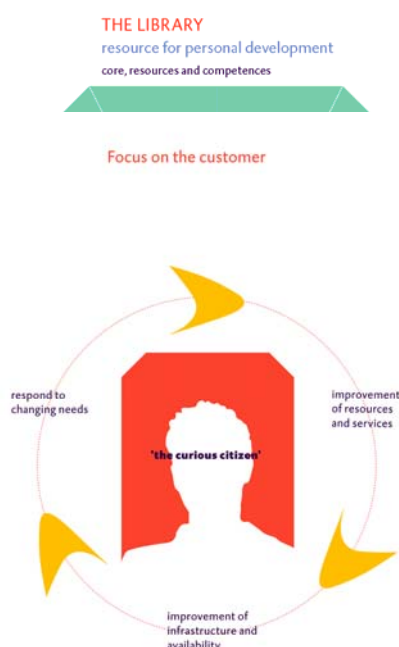 THE LIBRARY
resource for personal development
core, resources and competences
Focus on the customer
respond to
changing needs
improvement
of resources
and services
'the curious citizen'
improvement of
infrastructure and
availability